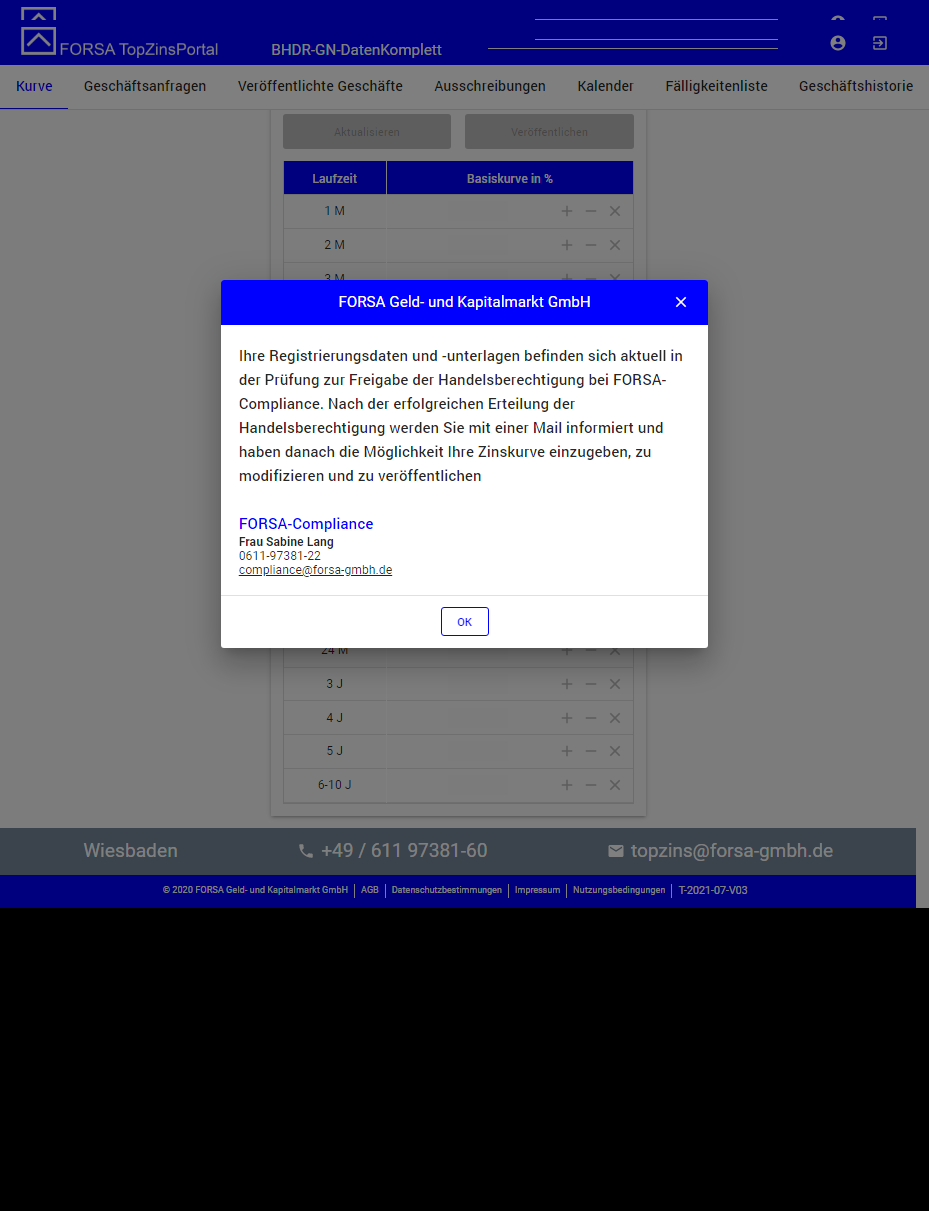 FORSA TopZinsPortal
BHDR-GN-DatenKomplett
Kurve
Geschäftsanfragen
Veröffentlichte Geschäfte
Ausschreibungen
Kalender
Fälligkeitenliste
Geschäftshistorie
Aktualisieren
Veröffentlichen
Laufzeit
Basiskurve in %
1 M
2 M
3 M
FORSA Geld- und Kapitalmarkt GmbH
Ihre Registrierungsdaten und -unterlagen befinden sich aktuell in
der Prüfung zur Freigabe der Handelsberechtigung bei FORSA-
Compliance. Nach der erfolgreichen Erteilung der
Handelsberechtigung werden Sie mit einer Mail informiert und
haben danach die Möglichkeit Ihre Zinskurve einzugeben, zu
modifizieren und zu veröffentlichen
FORSA-Compliance
Frau Sabine Lang
0611-97381-22
compliance@forsa-gmbh.de
OK
24 M
3 J
4 J
5 J
6-10 J
Wiesbaden
+49 / 611 97381-60
topzins@forsa-gmbh.de
© 2020 FORSA Geld- und Kapitalmarkt GmbH | AGB | Datenschutzbestimmungen | Impressum | Nutzungsbedingungen | T-2021-07-V03